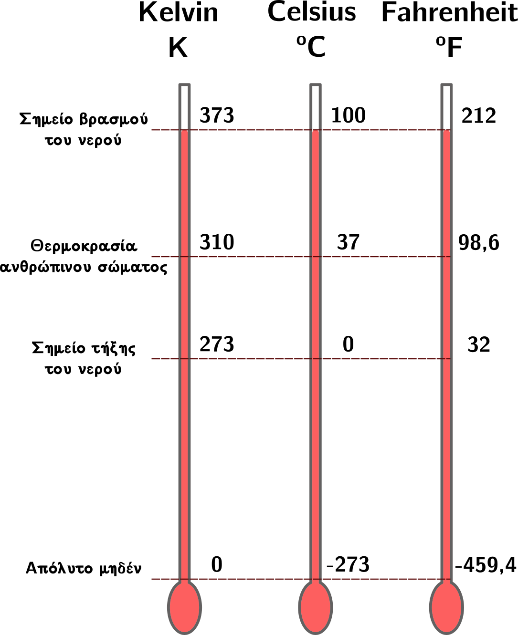 Kelvin Celsius Fahrenheit
K ºC ºF
Σημείο βρασμού 373 100 212
του νερού
Θερμοκρασία 310 37 98,6
ανθρώπινου σώματος
Σημείο τήξης 273 0 32
του νερού
Απόλυτο μηδέν 0 -273 -459,4